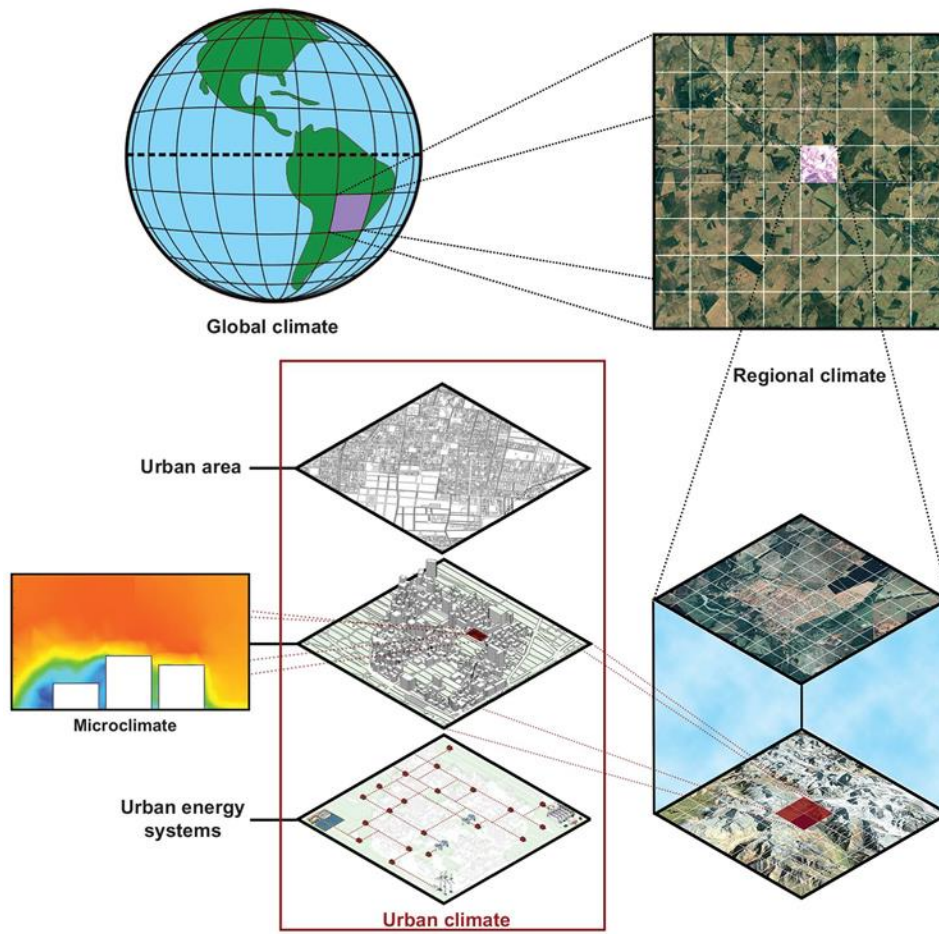 Global climate
Regional climate
Urban area
Microclimate
Urban energy
systems
Urban climate